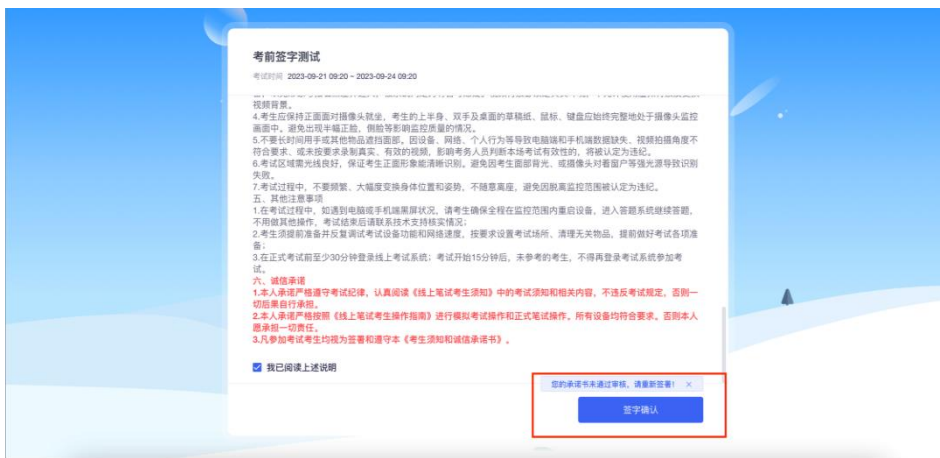 考前签字测试
考试时间 2023-09-21 09:20 ~ 2023-09-24 09:20
视频背景。
4.考生应保持正面面对摄像头就坐，考生的上半身、双手及桌面的草稿纸、鼠标、键盘应始终完整地处于摄像头监控
画面中。避免出现半幅正脸，侧脸等影响监控质量的情况。
5.不要长时间用手或其他物品遮挡面部。因设备、网络、个人行为等导致电脑端和手机端数据缺失、视频拍摄角度不
符合要求、或未按要求录制真实、有效的视频，影响考务人员判断本场考试有效性的，将被认定为违纪。
6.考试区域需光线良好，保证考生正面形象能清晰识别。避免因考生面部背光、或摄像头对着窗户等强光源导致识别
失败。
7.考试过程中，不要频繁、大幅度变换身体位置和姿势，不随意离座，避免因脱离监控范围被认定为违纪。
五、其他注意事项
1.在考试过程中，如遇到电脑或手机端黑屏状况，请考生确保全程在监控范围内重启设备，进入答题系统继续答题，
不用做其他操作，考试结束后请联系技术支持核实情况；
2.考生须提前准备并反复调试考试设备功能和网络速度，按要求设置考试场所、清理无关物品，提前做好考试各项准
备；
3.在正式考试前至少30分钟登录线上考试系统；考试开始15分钟后，未参考的考生，不得再登录考试系统参加考
试。
六、诚信承诺
1.本人承诺严格遵守考试纪律，认真阅读《线上笔试考生须知》中的考试须知和相关内容，不违反考试规定，否则一
切后果自行承担。
2.本人承诺严格按照《线上笔试考生操作指南》进行模拟考试操作和正式笔试操作。所有设备均符合要求。否则本人
愿承担一切责任。
3.凡参加考试考生均视为签署和遵守本《考生须知和诚信承诺书》。
我已阅读上述说明
您的承诺书未通过审核，请重新签署！ ×
签字确认